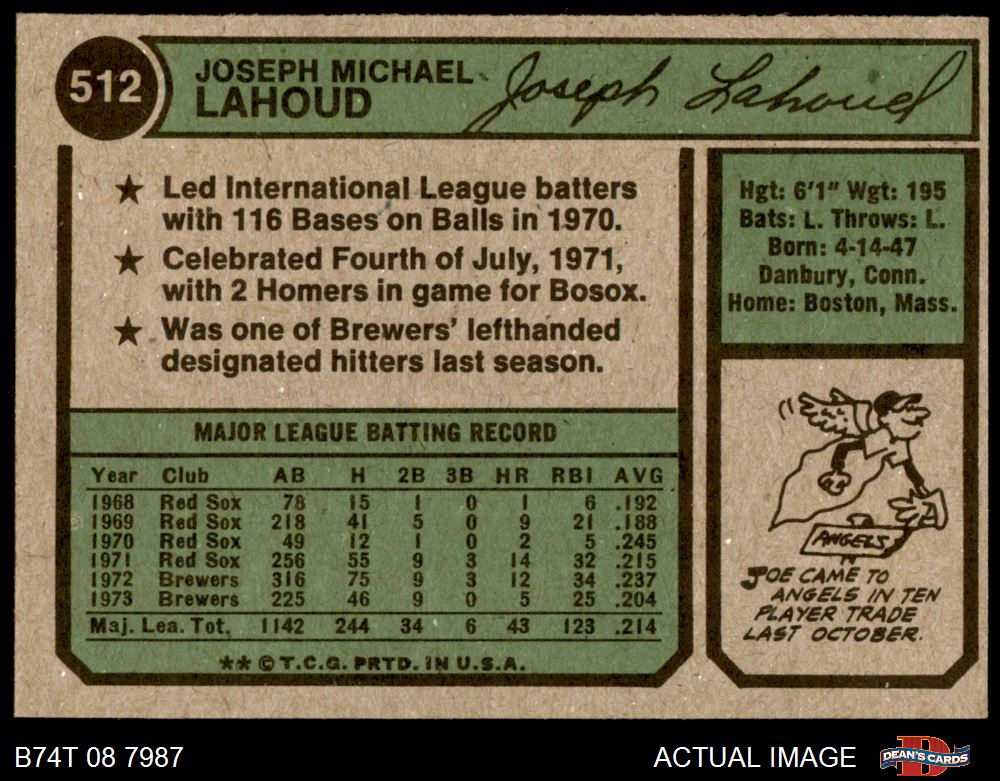 512
JOSEPH MICHAEL
LAHOUD
Joseph Lahoud
★ Led International League batters
with 116 Bases on Balls in 1970.
★ Celebrated Fourth of July, 1971,
with 2 Homers in game for Bosox.
★ Was one of Brewers' lefthanded
designated hitters last season.
MAJOR LEAGUE BATTING RECORD
Year Club AB H 2B 3B HR RBI AVG
1968 Red Sox 78 15 1 0 1 6 .192
1969 Red Sox 218 41 5 0 9 21 .188
1970 Red Sox 49 12 1 0 2 5 .245
1971 Red Sox 256 55 9 3 14 32 .215
1972 Brewers 316 75 9 3 12 34 .237
1973 Brewers 225 46 9 0 5 25 .204
Maj. Lea. Tot. 1142 244 34 6 43 123 .214
** © T.C.G. PRTD. IN U.S.A.
Hgt: 6'1" Wgt: 195
Bats: L. Throws: L.
Born: 4-14-47
Danbury, Conn.
Home: Boston, Mass.
A
ANGELS
JOE CAME TO
ANGELS IN TEN
PLAYER TRADE
LAST OCTOBER.
B74T 08 7987
ACTUAL IMAGE
D
DEAN'S CARDS